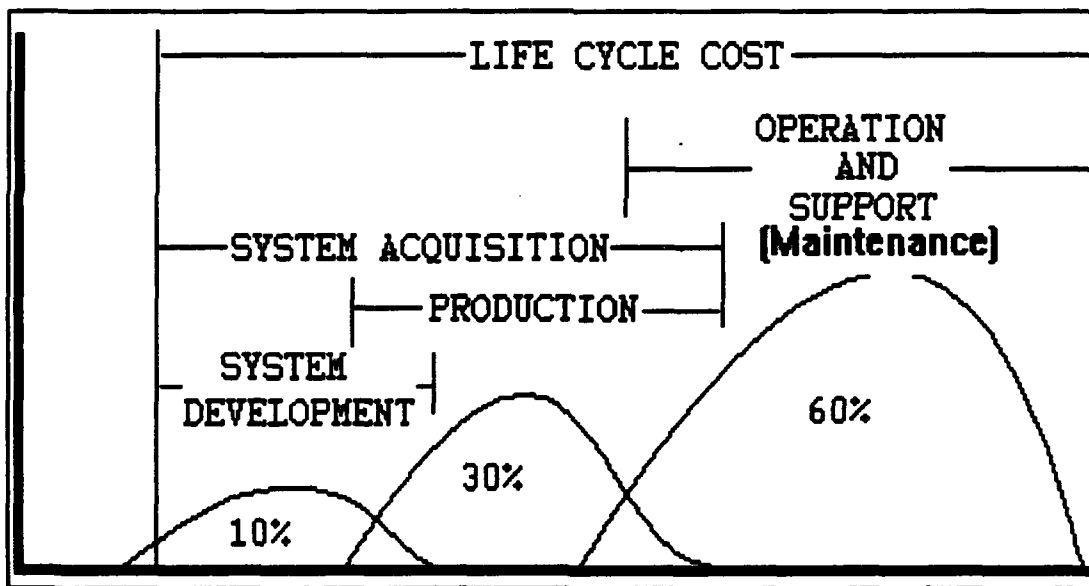 LIFE CYCLE COST
OPERATION
AND
SUPPORT
(Maintenance)
SYSTEM ACQUISITION
PRODUCTION
SYSTEM
DEVELOPMENT
10%
30%
60%